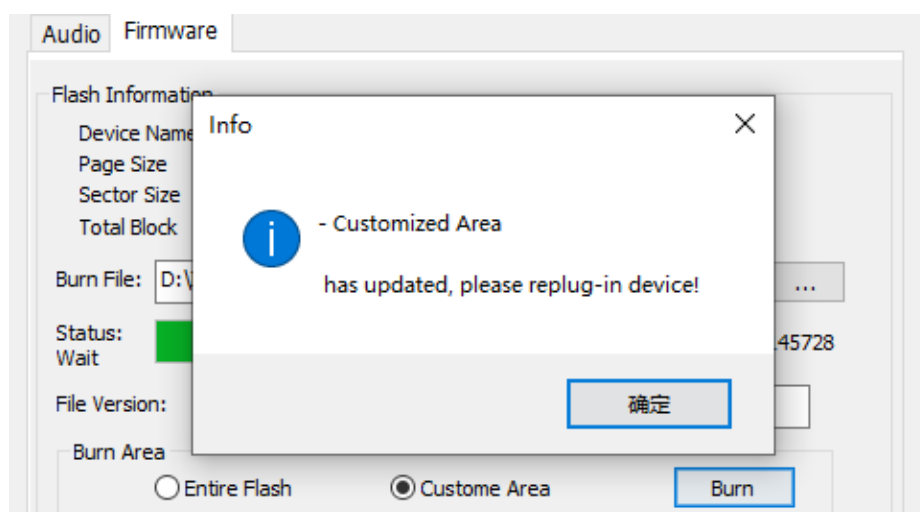 Audio Firmware
Flash Information
Info
Device Name
Page Size
Sector Size
Total Block
- Customized Area
has updated, please replug-in device!
Burn File: D:\
...
Status:
Wait
45728
File Version:
确定
Burn Area
Entire Flash Custome Area Burn